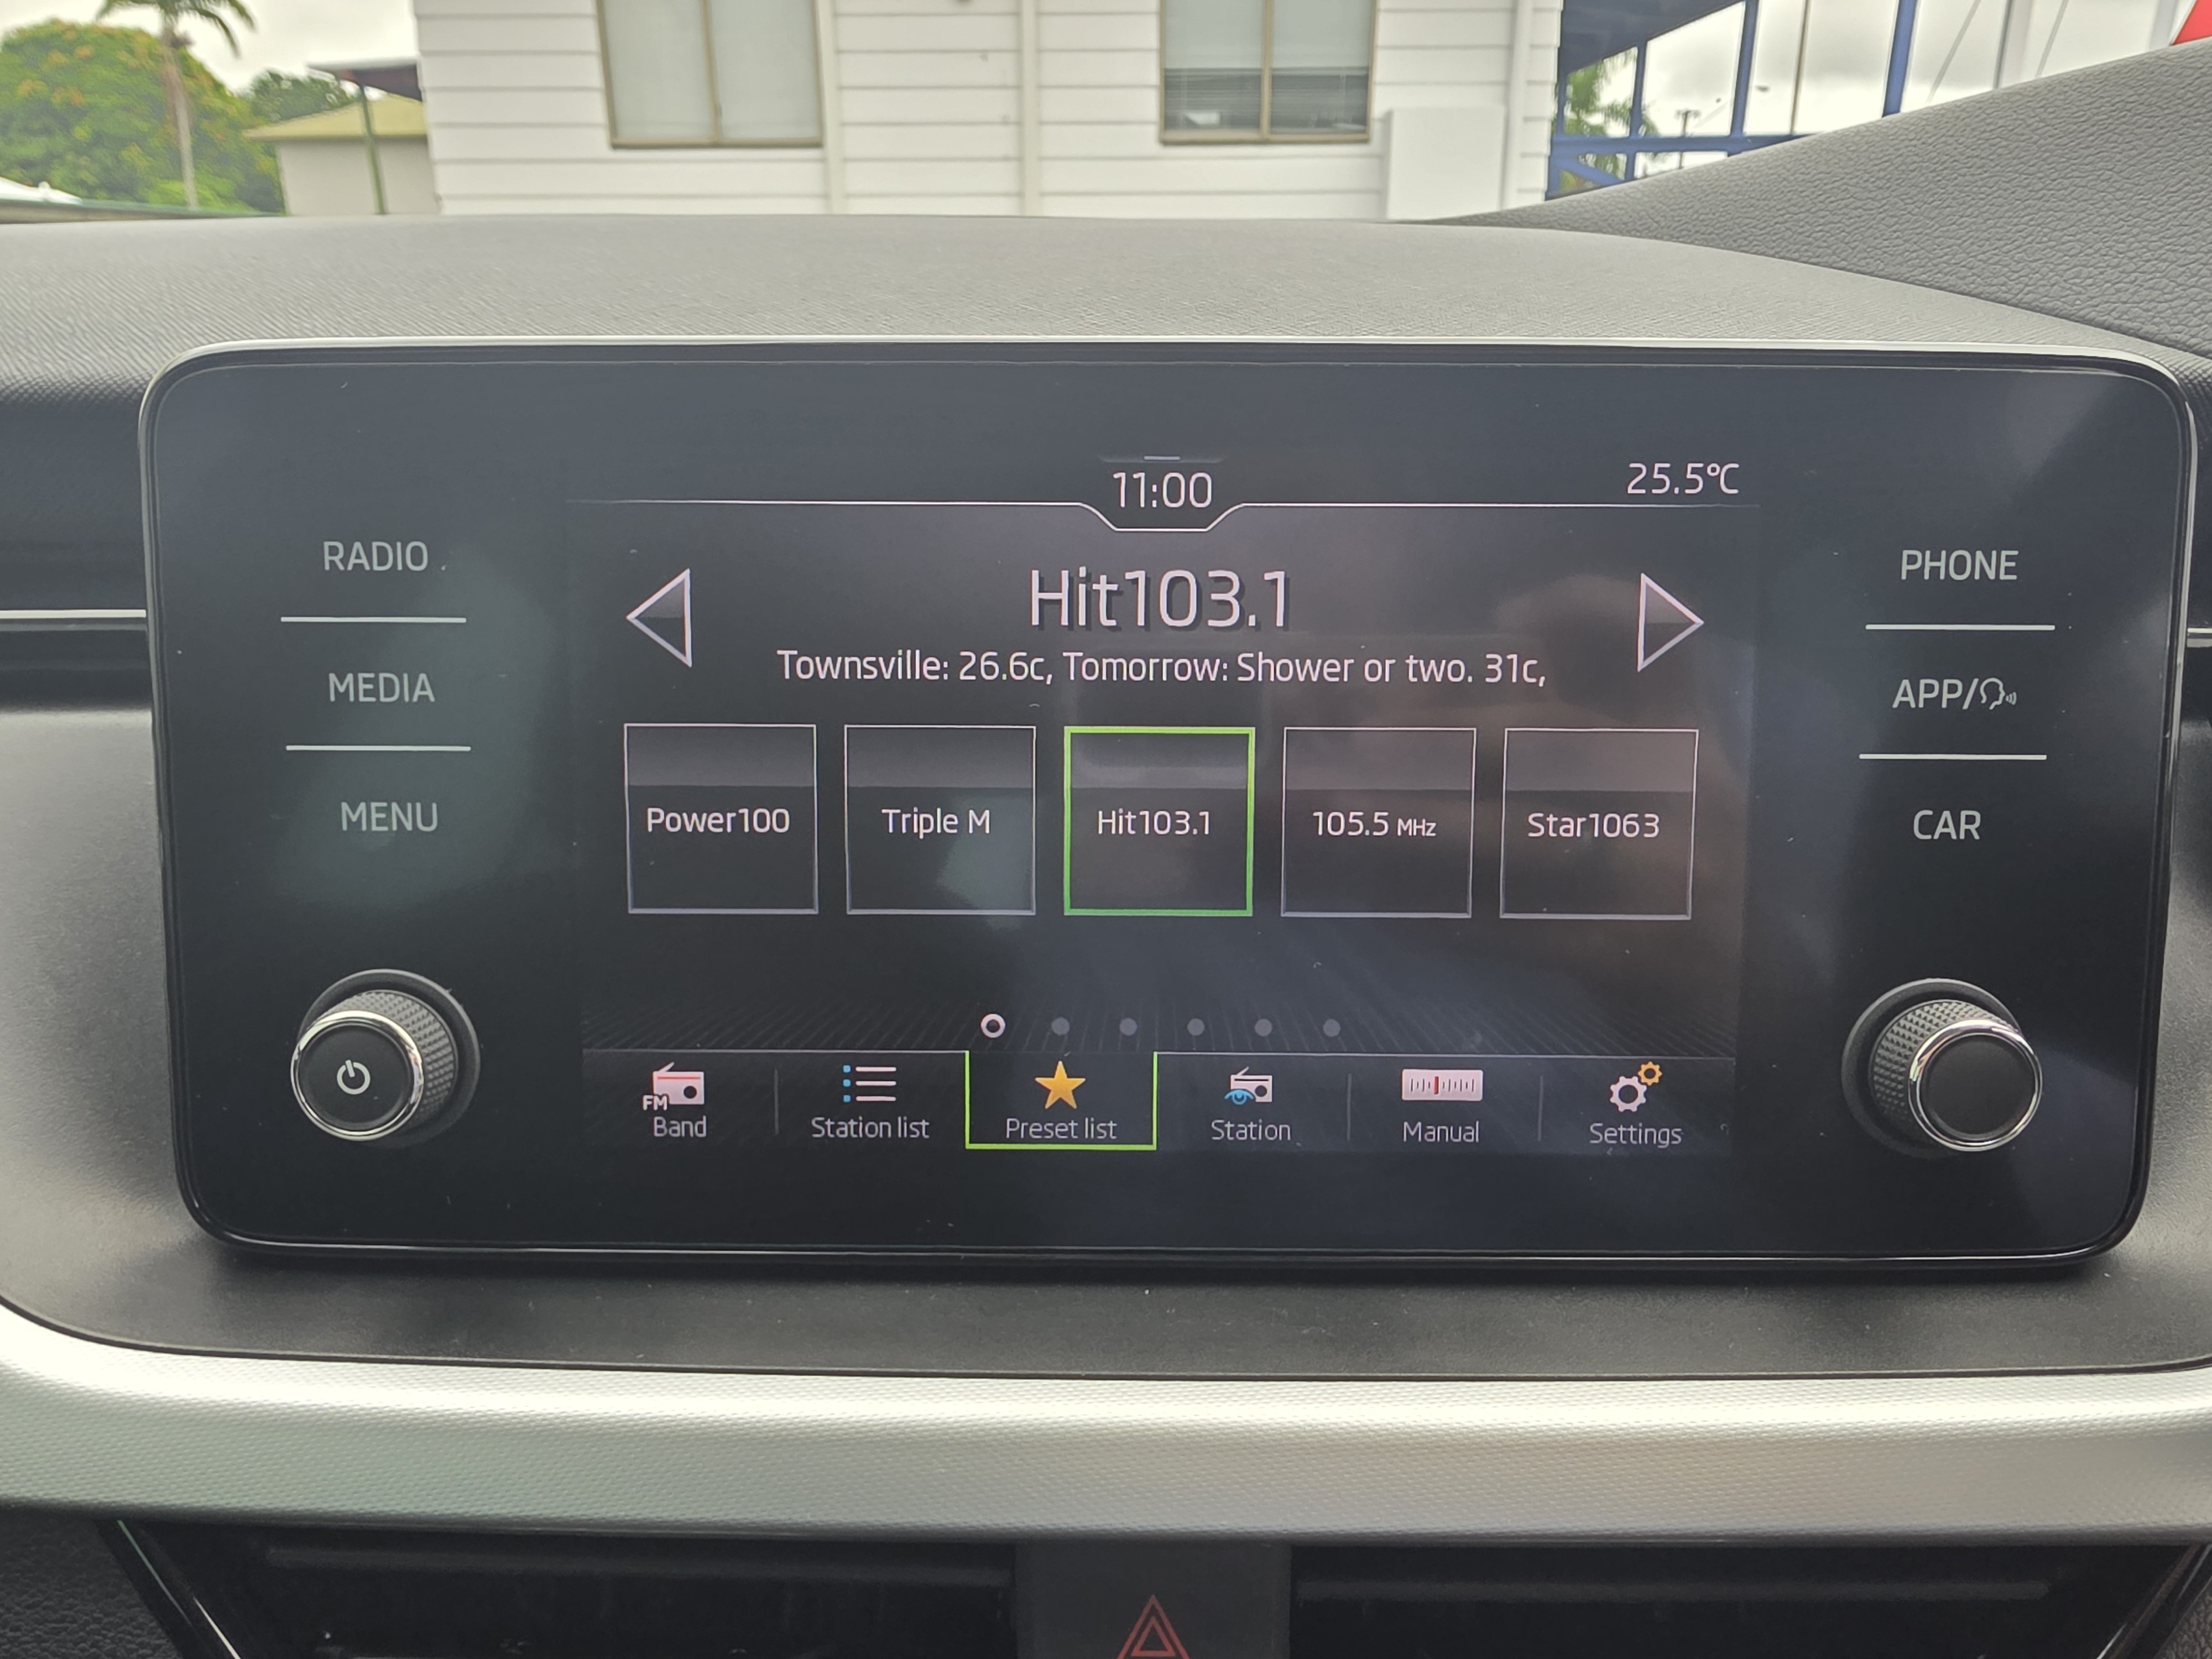 11:00
25.5°C
RADIO
MEDIA
MENU
Hit103.1
Townsville: 26.6c, Tomorrow: Shower or two. 31c,
Power100
Triple M
Hit103.1
105.5 MHz
Star1063
FM
Band
Station list
Preset list
Station
Manual
Settings
PHONE
APP/
CAR